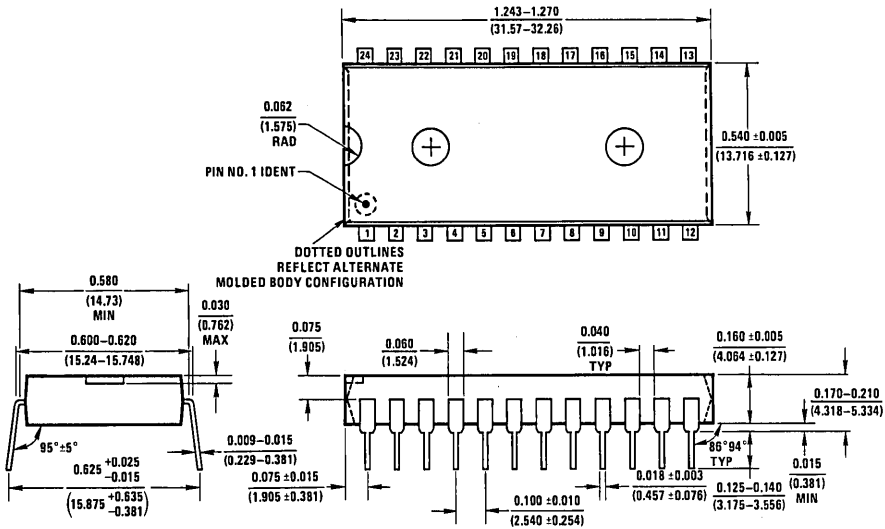 1.243–1.270
(31.57–32.26)
24 23 22 21 20 19 18 17 16 15 14 13
0.062
(1.575)
RAD
0.540 ±0.005
(13.716 ±0.127)
PIN NO. 1 IDENT
1 2 3 4 5 6 7 8 9 10 11 12
DOTTED OUTLINES
REFLECT ALTERNATE
MOLDED BODY CONFIGURATION
0.580
(14.73)
MIN
0.030
(0.762)
MAX
0.600–0.620
(15.24–15.748)
0.075
(1.905)
0.060
(1.524)
0.040
(1.016)
TYP
0.160 ±0.005
(4.064 ±0.127)
0.170–0.210
(4.318–5.334)
95°±5°
0.009–0.015
(0.229–0.381)
86°94°
TYP
0.015
(0.381)
MIN
0.625 +0.025 −0.015
(15.875 +0.635 −0.381)
0.075 ±0.015
(1.905 ±0.381)
0.100 ±0.010
(2.540 ±0.254)
0.018 ±0.003
(0.457 ±0.076)
0.125–0.140
(3.175–3.556)